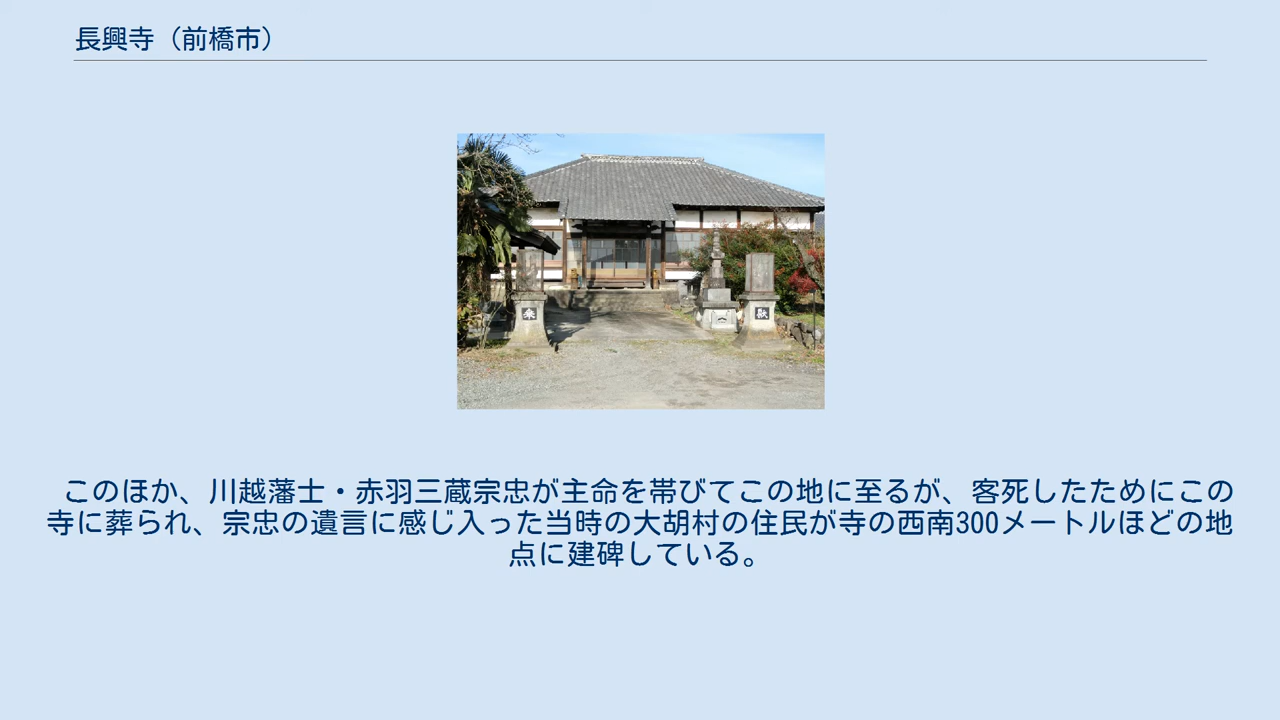 長興寺（前橋市）
このほか、川越藩士・赤羽三蔵宗忠が主命を帯びてこの地に至るが、客死したためにこの
寺に葬られ、宗忠の遺言に感じ入った当時の大胡村の住民が寺の西南300メートルほどの地
点に建碑している。